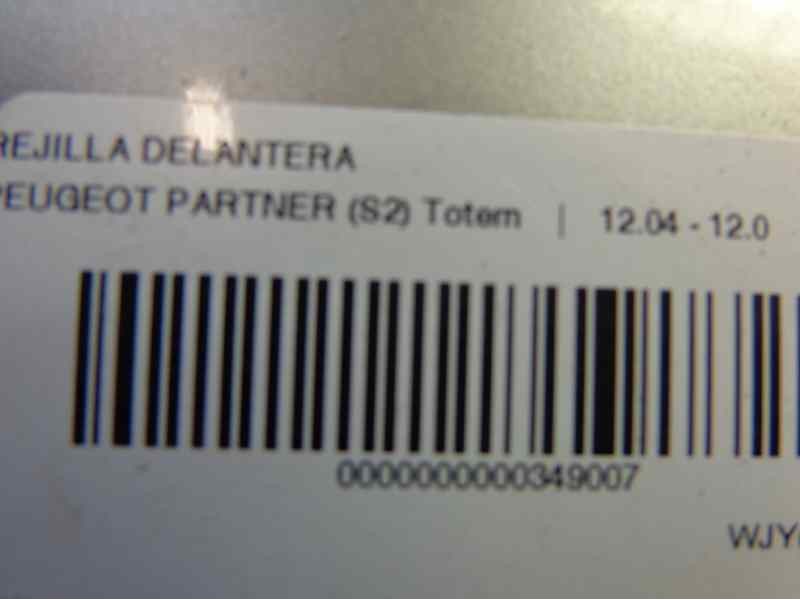 REJILLA DELANTERA
PEUGEOT PARTNER (S2) Totem | 12.04 - 12.0
0000000000349007
WJY